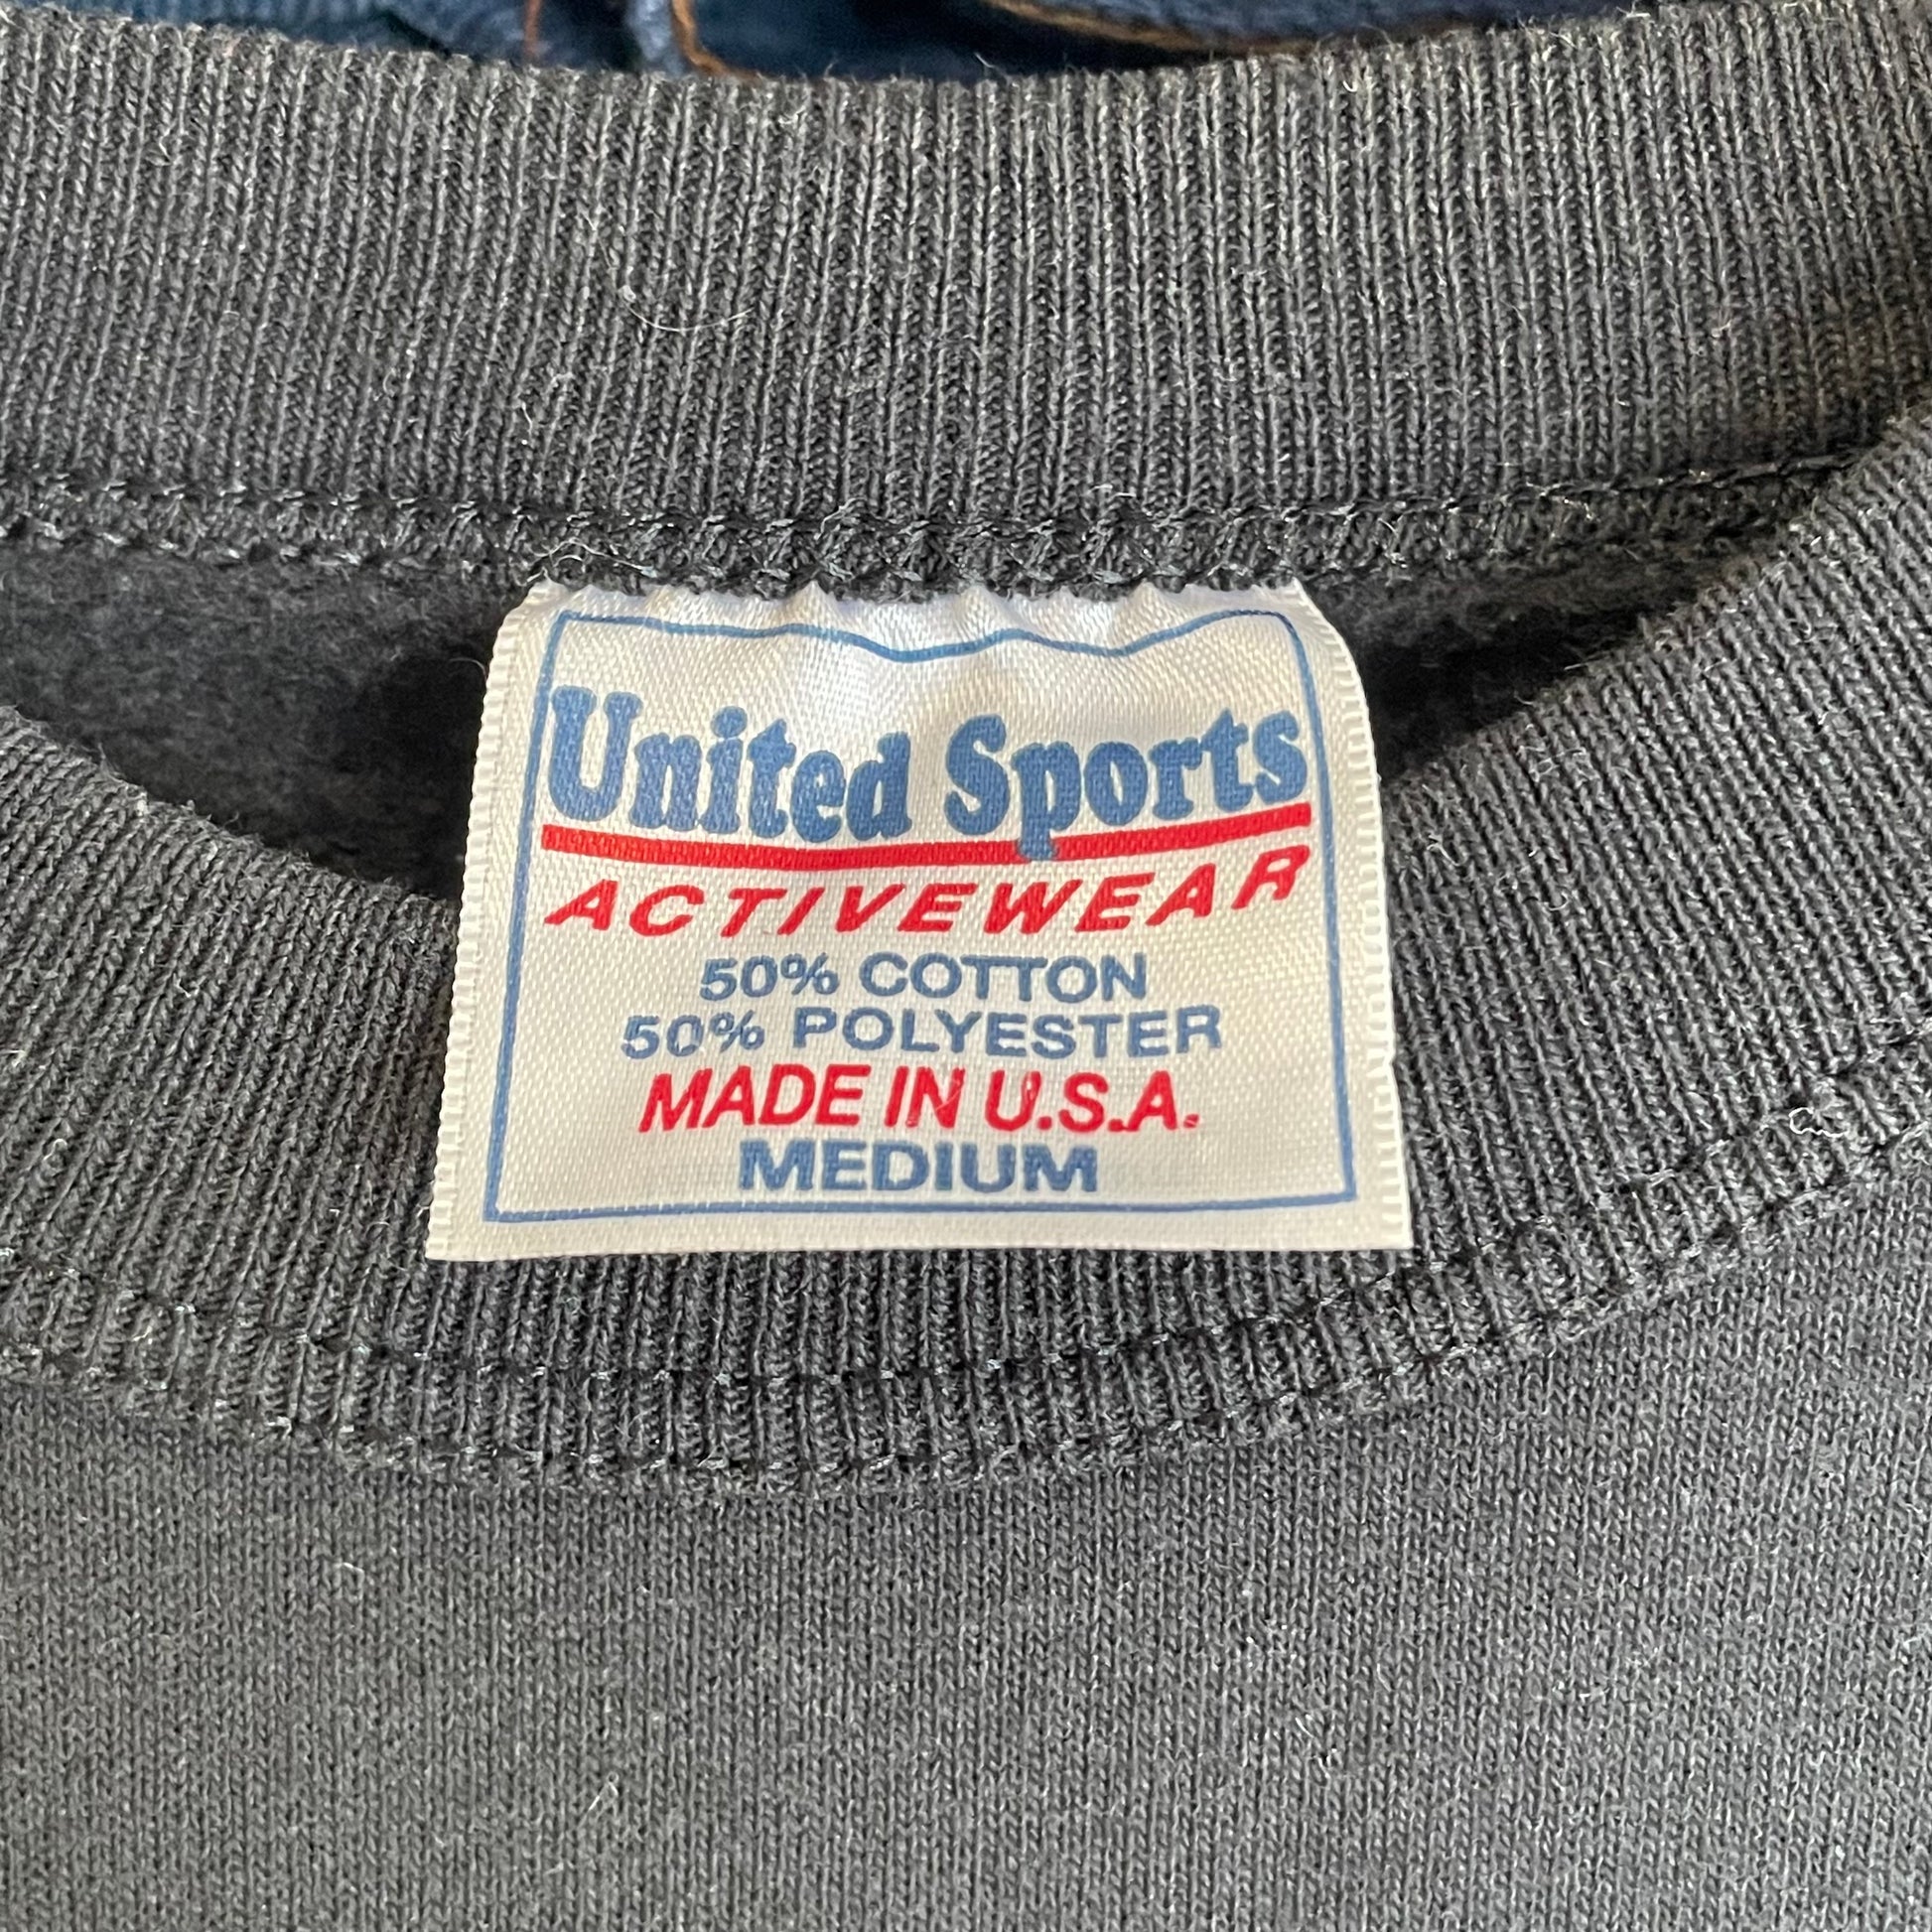 United Sports
ACTIVEWEAR
50% COTTON
50% POLYESTER
MADE IN U.S.A.
MEDIUM